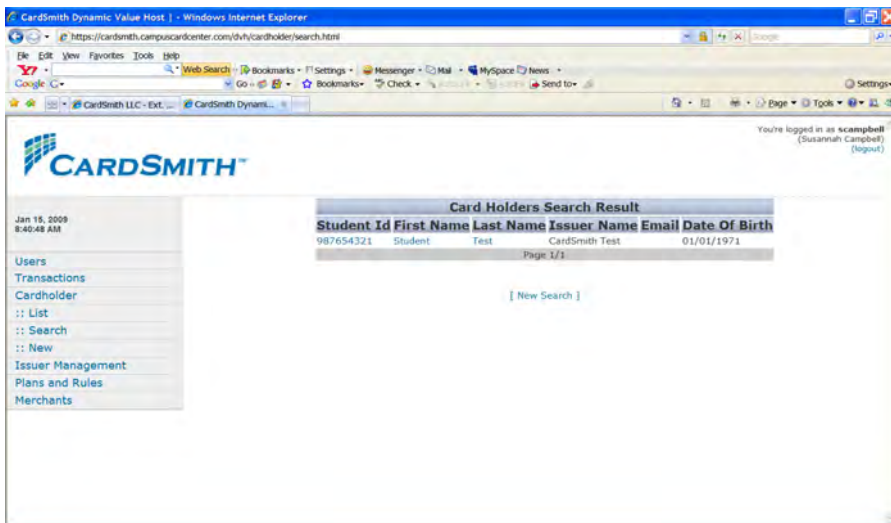 CardSmith Dynamic Value Host | - Windows Internet Explorer
https://cardsmith.campuscardcenter.com/dvh/cardholder/search.html
File Edit View Favorites Tools Help
Web Search Bookmarks Settings Messenger Mail MySpace News
Google Go Bookmarks Check Send to Settings
CardSmith LLC - Ext. ... CardSmith Dynami... Page Tools
You're logged in as scampbell
(Susannah Campbell)
(logout)
CARDSMITH™
Jan 15, 2009
8:40:48 AM
Users
Transactions
Cardholder
:: List
:: Search
:: New
Issuer Management
Plans and Rules
Merchants
Card Holders Search Result
Student Id First Name Last Name Issuer Name Email Date Of Birth
987654321 Student Test CardSmith Test 01/01/1971
Page 1/1
[ New Search ]